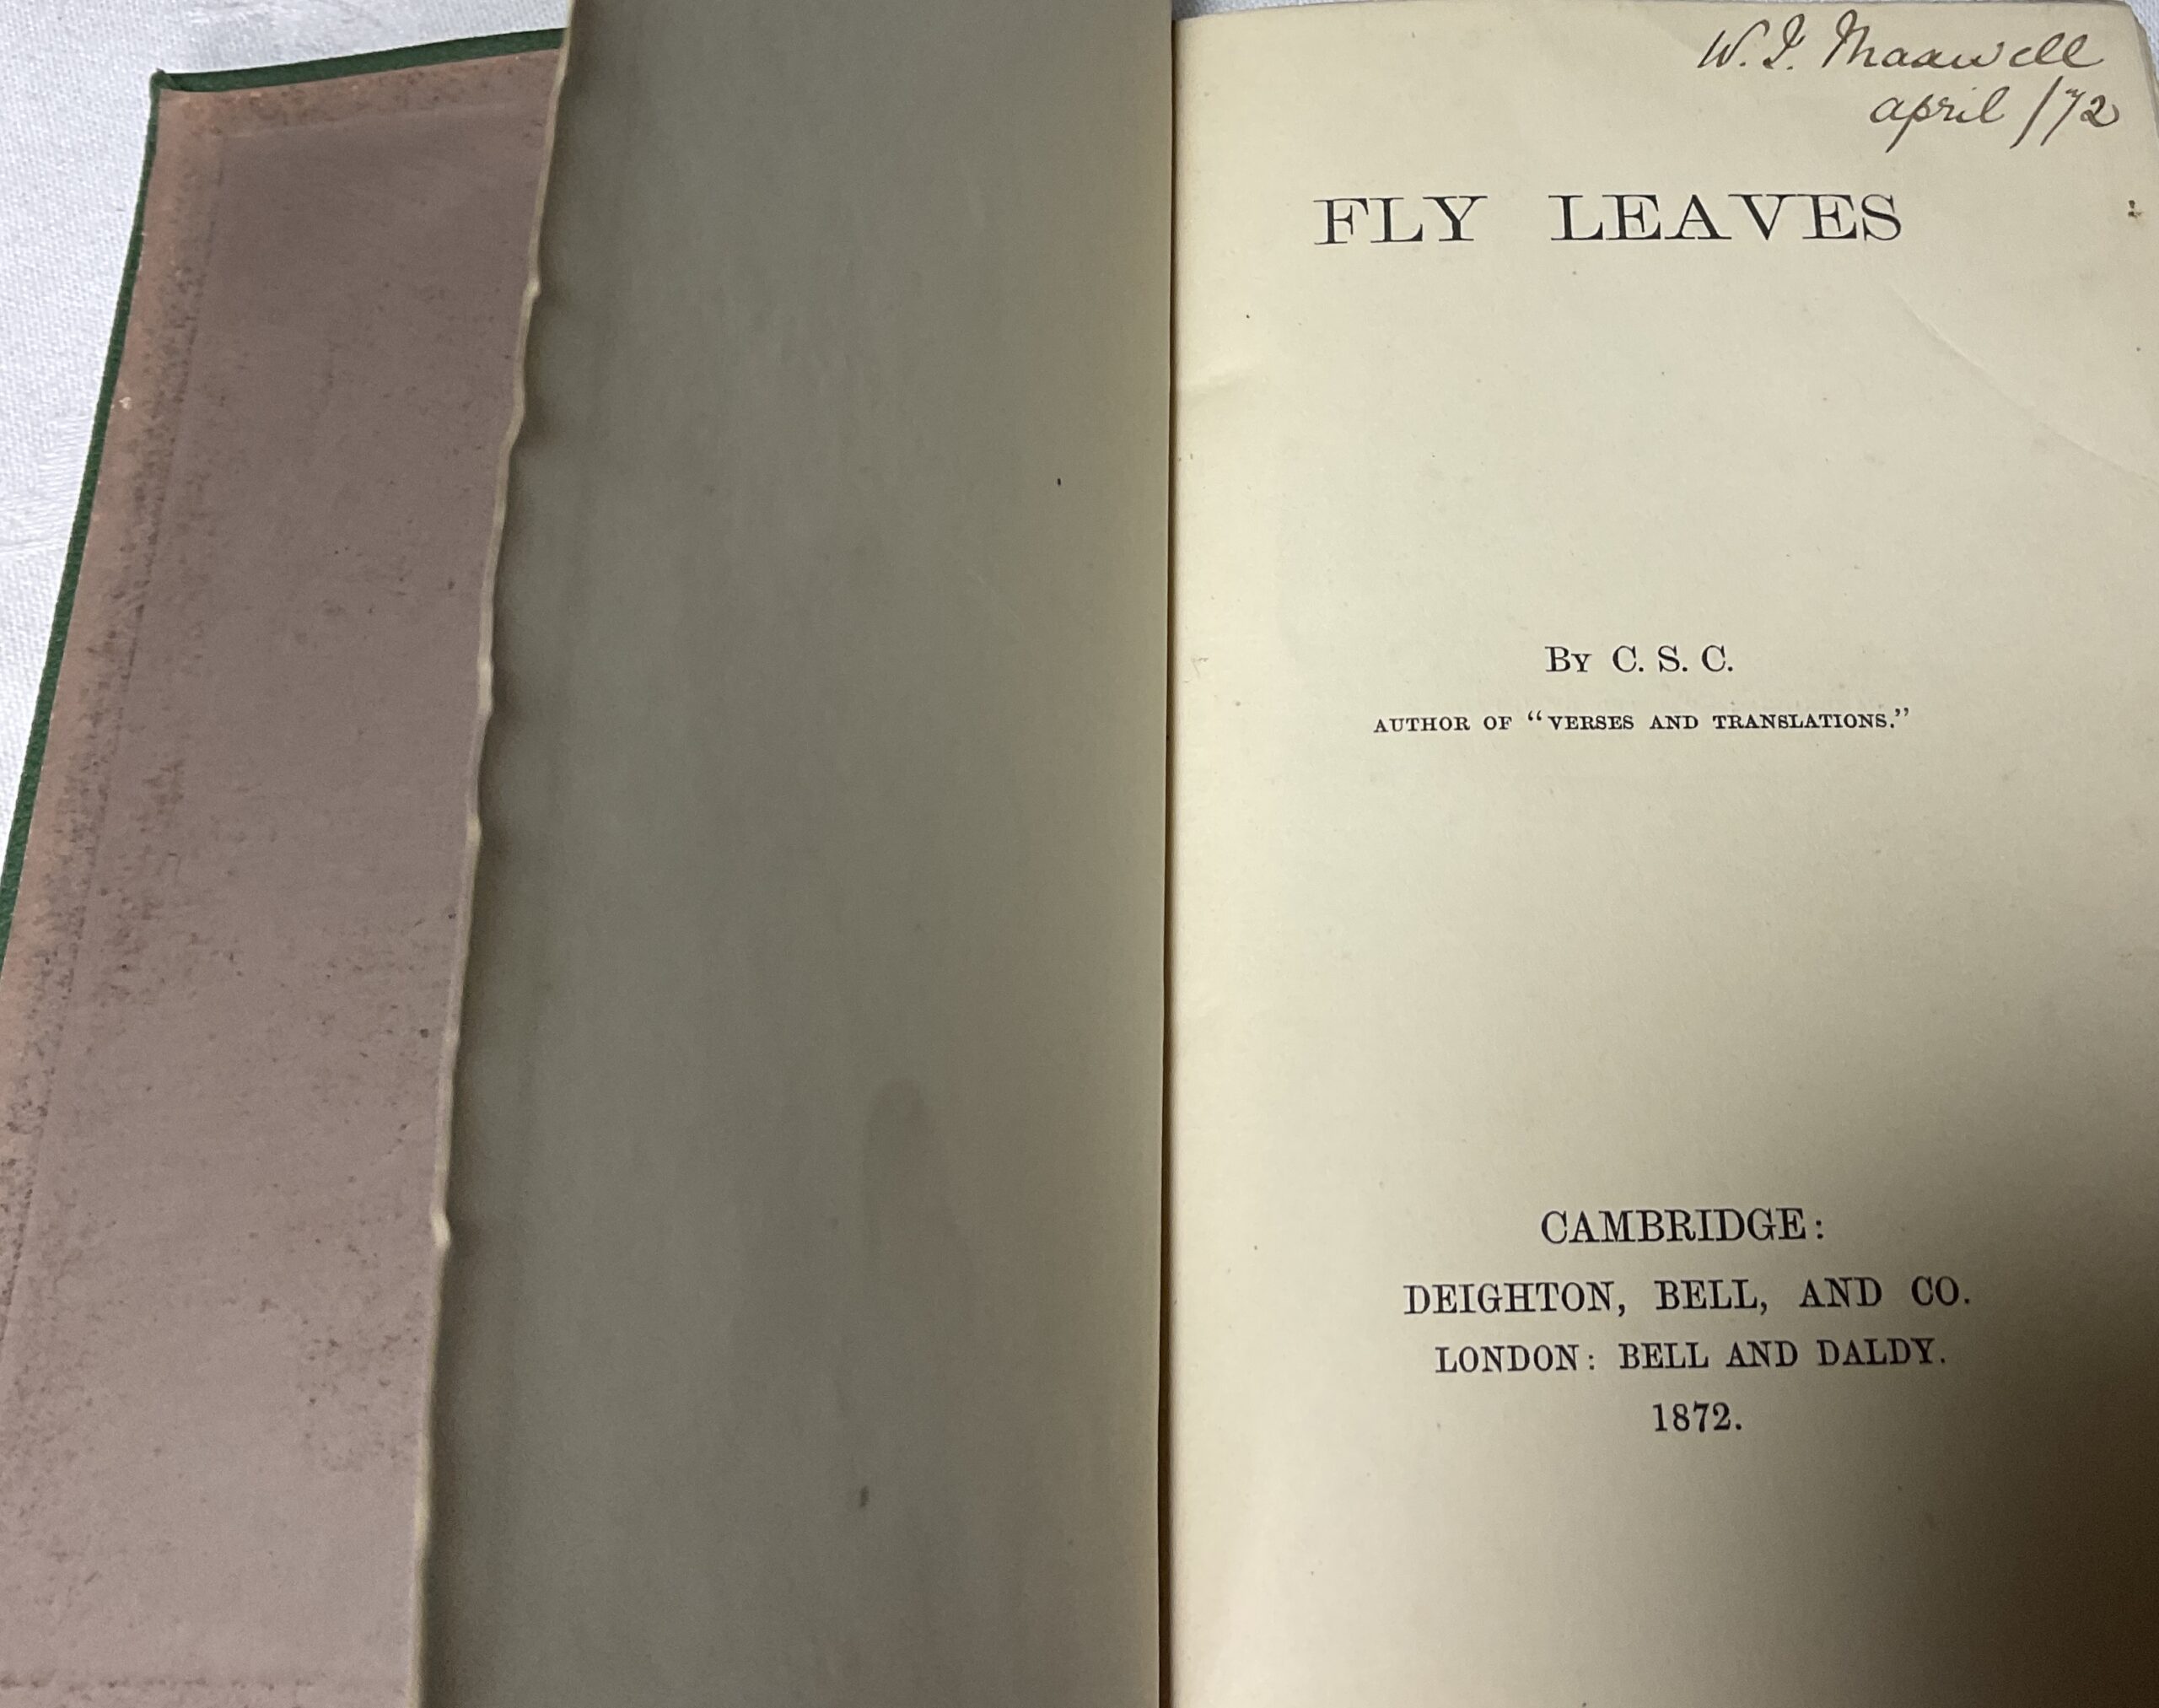 W. I. Maxwell
april /72
FLY LEAVES
BY C. S. C.
AUTHOR OF “VERSES AND TRANSLATIONS.”
CAMBRIDGE:
DEIGHTON, BELL, AND CO.
LONDON: BELL AND DALDY.
1872.